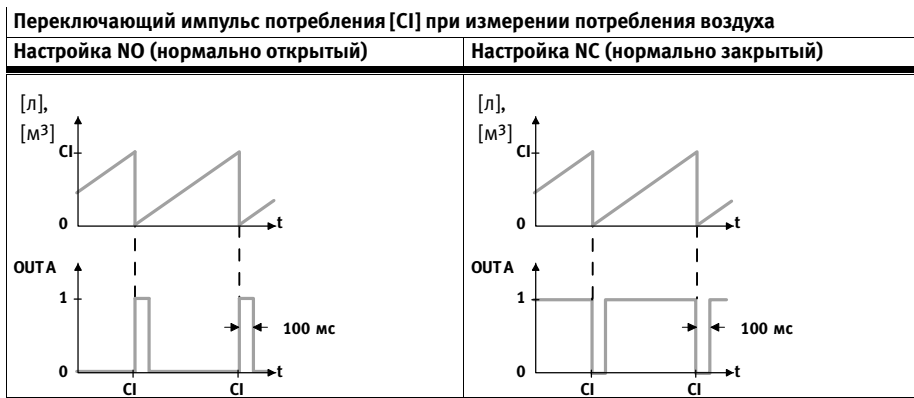 Переключающий импульс потребления [CI] при измерении потребления воздуха
Настройка NO (нормально открытый)
Настройка NC (нормально закрытый)
[л],
[м³]
CI
0
t
OUT A
1
100 мс
0
t
CI
CI
[л],
[м³]
CI
0
t
OUT A
1
100 мс
0
t
CI
CI